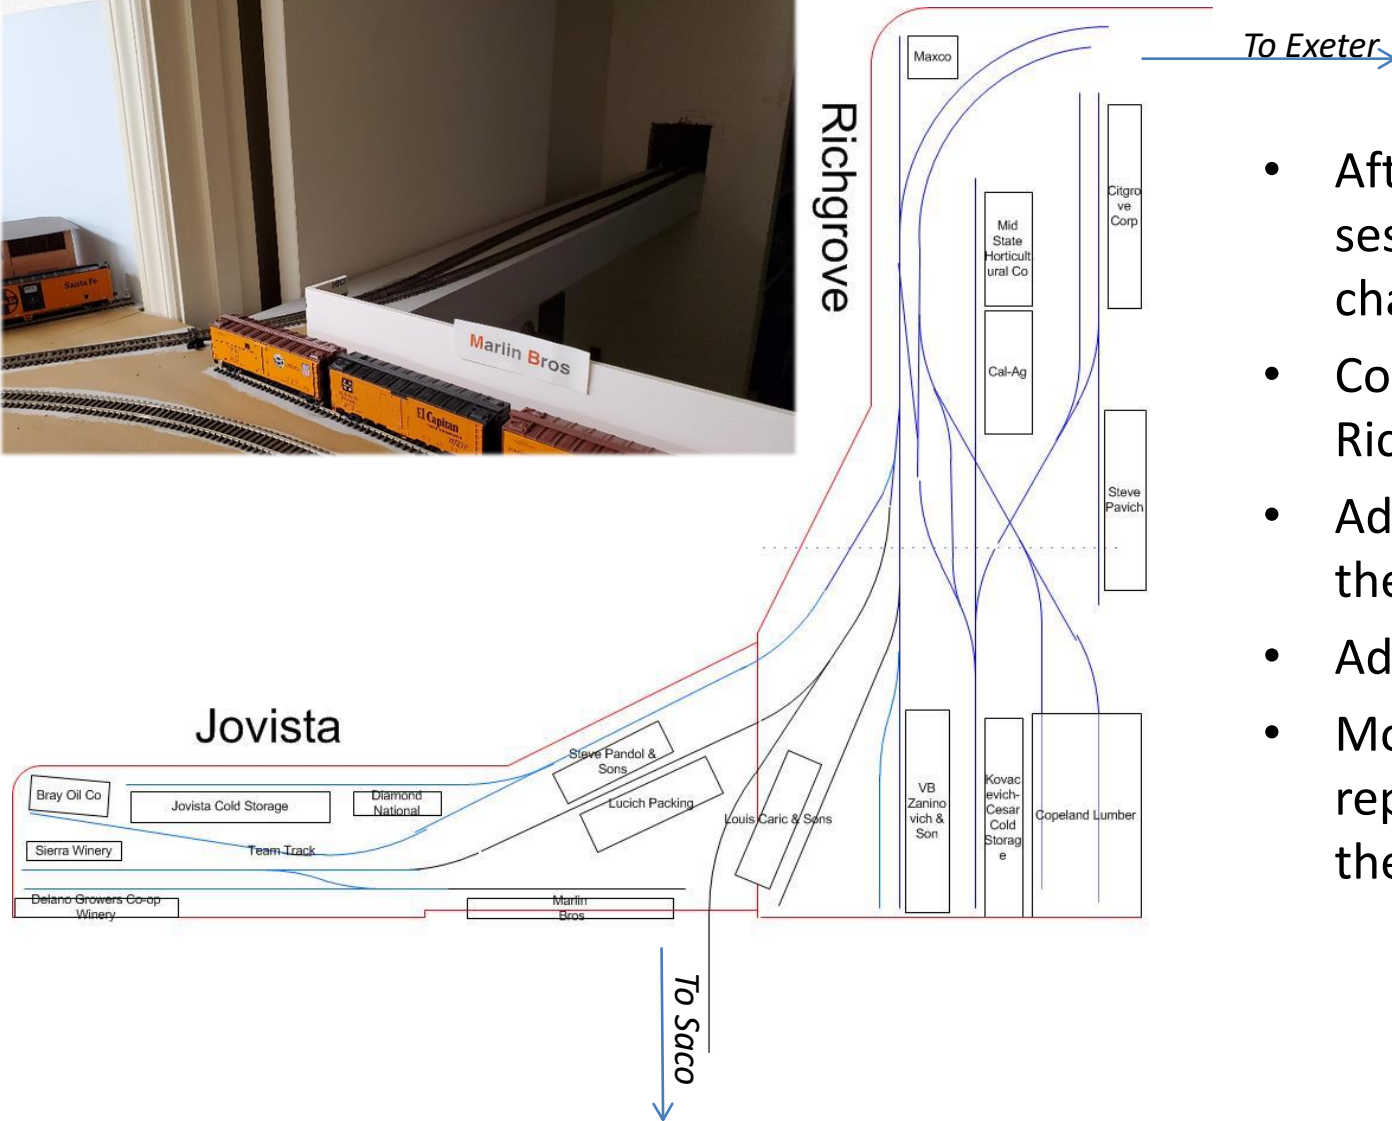 Santa Fe
Marlin Bros
El Capitan
To Exeter
Richgrove
Maxco
Citgro
ve
Corp
Mid
State
Horticult
ural Co
Cal-Ag
Steve
Pavich
Jovista
Bray Oil Co
Jovista Cold Storage
Diamond
National
Steve Pandol &
Sons
Lucich Packing
Louis Caric & Sons
Sierra Winery
Team Track
Delano Growers Co-op
Winery
Marlin
Bros
VB
Zanino
vich &
Son
Kovac
evich-
Cesar
Cold
Storag
e
Copeland Lumber
To Saco
• Aft
ses
cha
• Co
Ric
• Ad
the
• Ad
• Mo
rep
the